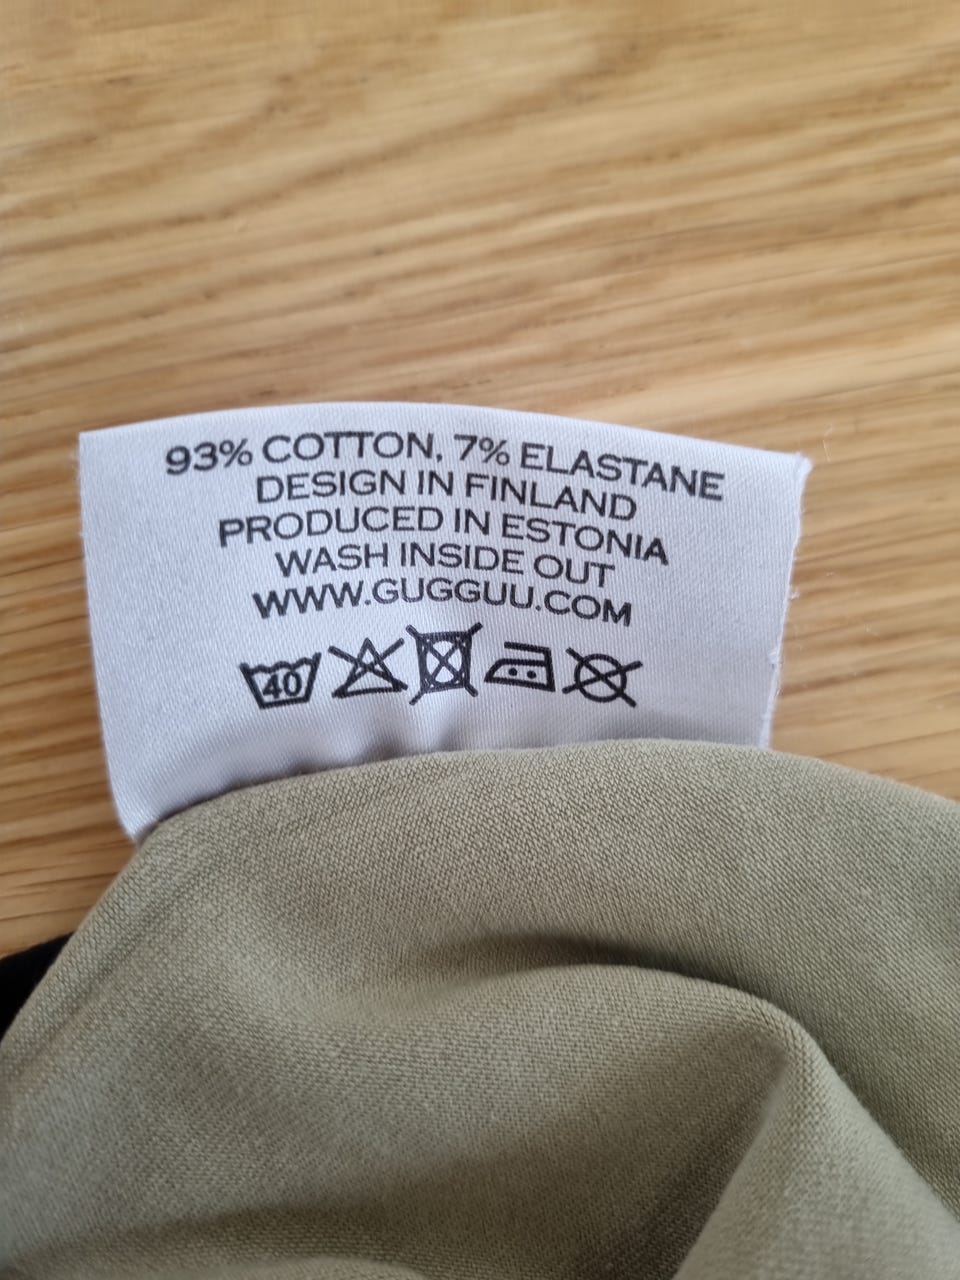 93% COTTON, 7% ELASTANE
DESIGN IN FINLAND
PRODUCED IN ESTONIA
WASH INSIDE OUT
WWW.GUGGUU.COM
40